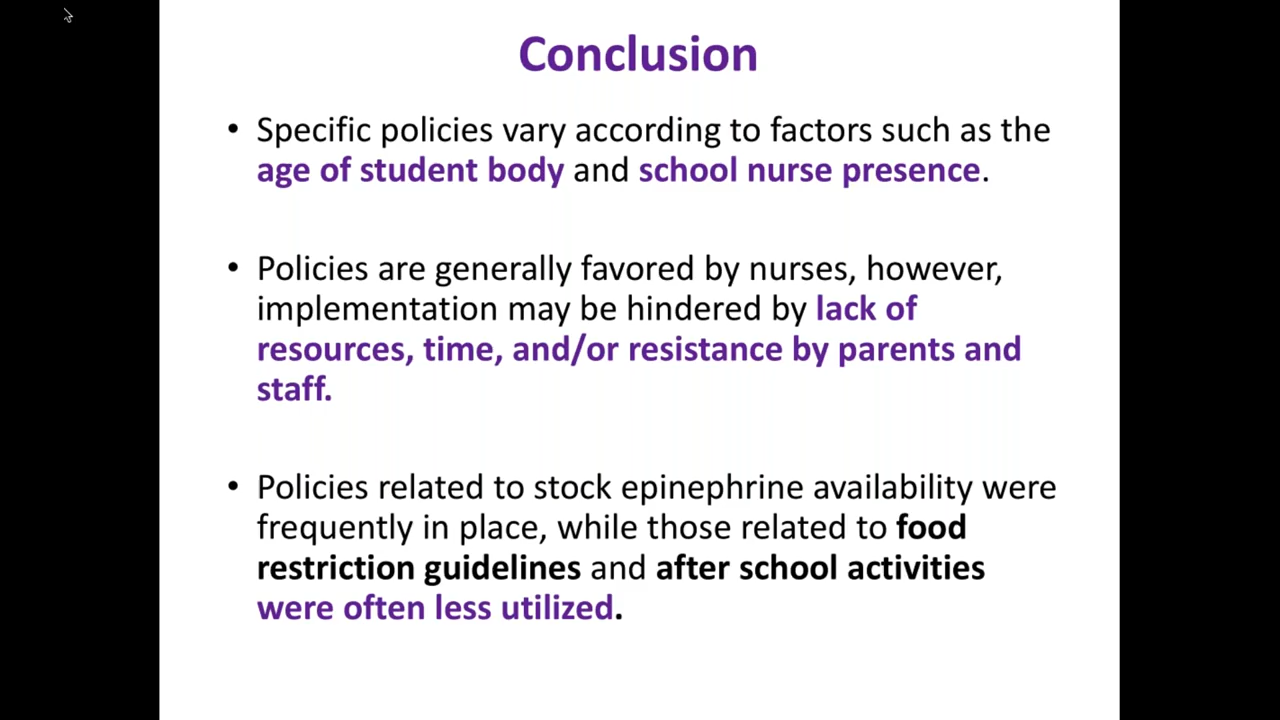 Conclusion
• Specific policies vary according to factors such as the
age of student body and school nurse presence.
• Policies are generally favored by nurses, however,
implementation may be hindered by lack of
resources, time, and/or resistance by parents and
staff.
• Policies related to stock epinephrine availability were
frequently in place, while those related to food
restriction guidelines and after school activities
were often less utilized.